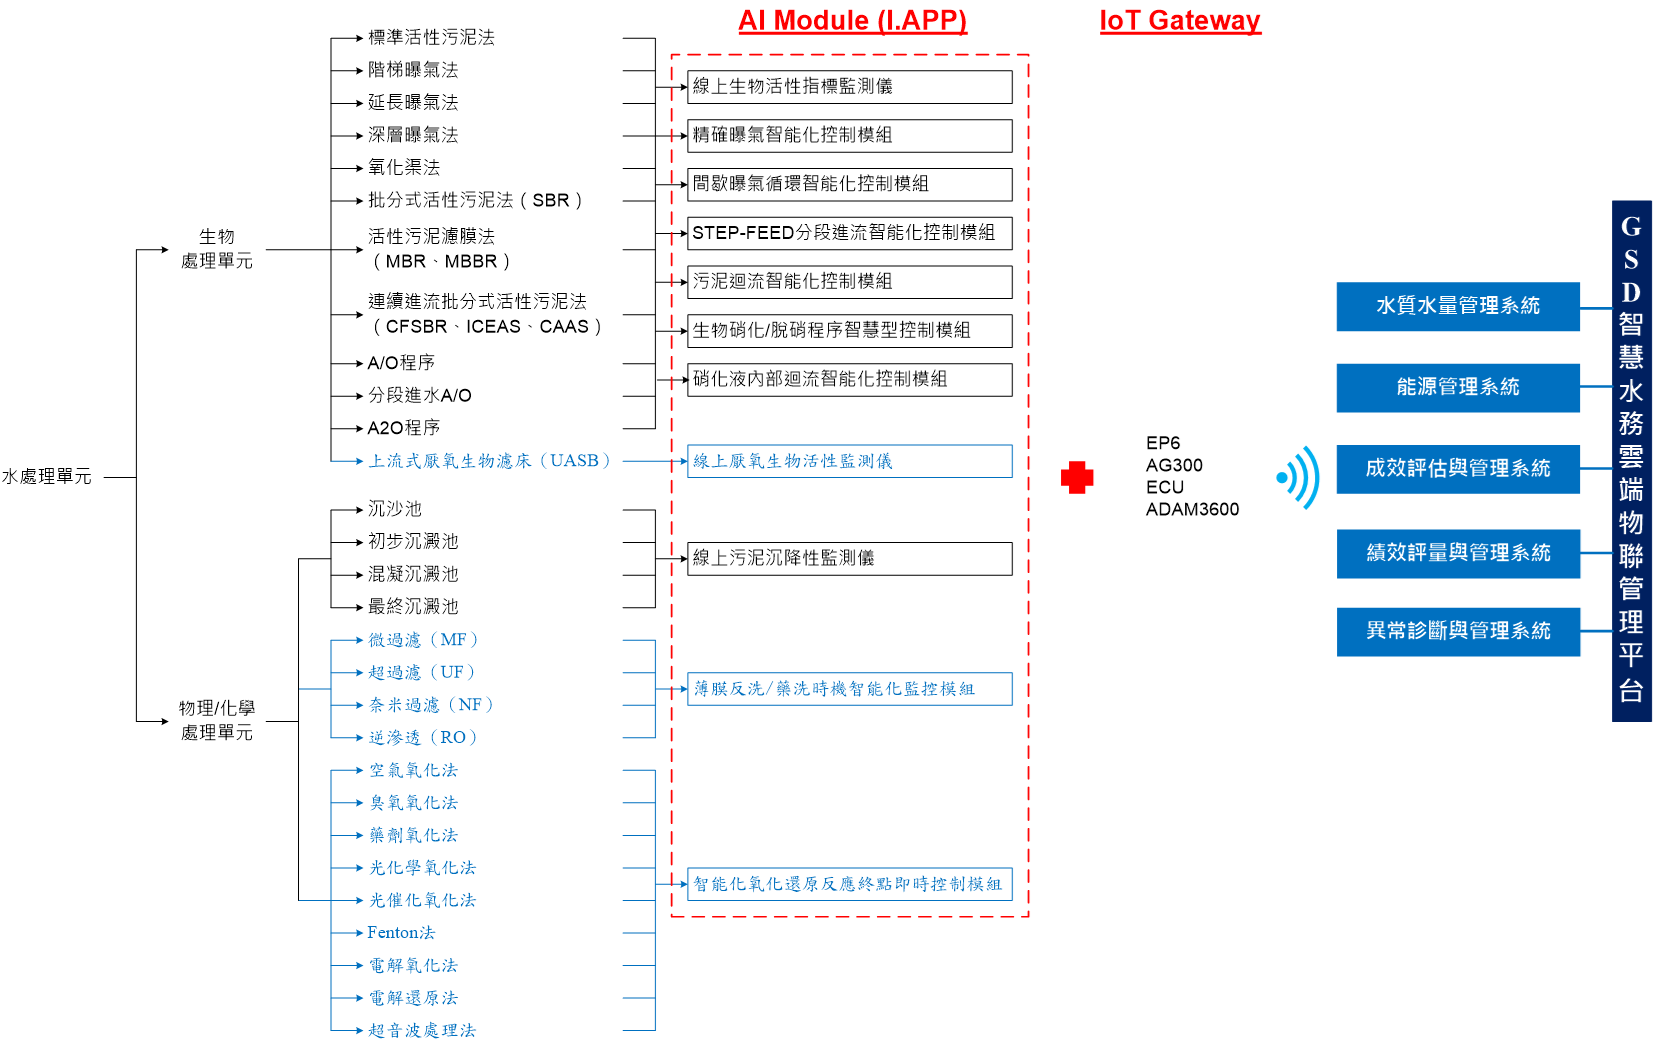 AI Module (I.APP)
IoT Gateway
水處理單元
生物
處理單元
物理/化學
處理單元
標準活性污泥法
階梯曝氣法
延長曝氣法
深層曝氣法
氧化渠法
批分式活性污泥法（SBR）
活性污泥濾膜法
（MBR、MBBR）
連續進流批分式活性污泥法
（CFSBR、ICEAS、CAAS）
A/O程序
分段進水A/O
A2O程序
上流式厭氧生物濾床（UASB）
沉沙池
初步沉澱池
混凝沉澱池
最終沉澱池
微過濾（MF）
超過濾（UF）
奈米過濾（NF）
逆滲透（RO）
空氣氧化法
臭氧氧化法
藥劑氧化法
光化學氧化法
光催化氧化法
Fenton法
電解氧化法
電解還原法
超音波處理法
線上生物活性指標監測儀
精確曝氣智能化控制模組
間歇曝氣循環智能化控制模組
STEP-FEED分段進流智能化控制模組
污泥迴流智能化控制模組
生物硝化/脫硝程序智慧型控制模組
硝化液內部迴流智能化控制模組
線上厭氧生物活性監測儀
線上污泥沉降性監測儀
薄膜反洗/藥洗時機智能化監控模組
智能化氧化還原反應終點即時控制模組
EP6
AG300
ECU
ADAM3600
水質水量管理系統
能源管理系統
成效評估與管理系統
績效評量與管理系統
異常診斷與管理系統
GSD智慧水務雲端物聯管理平台